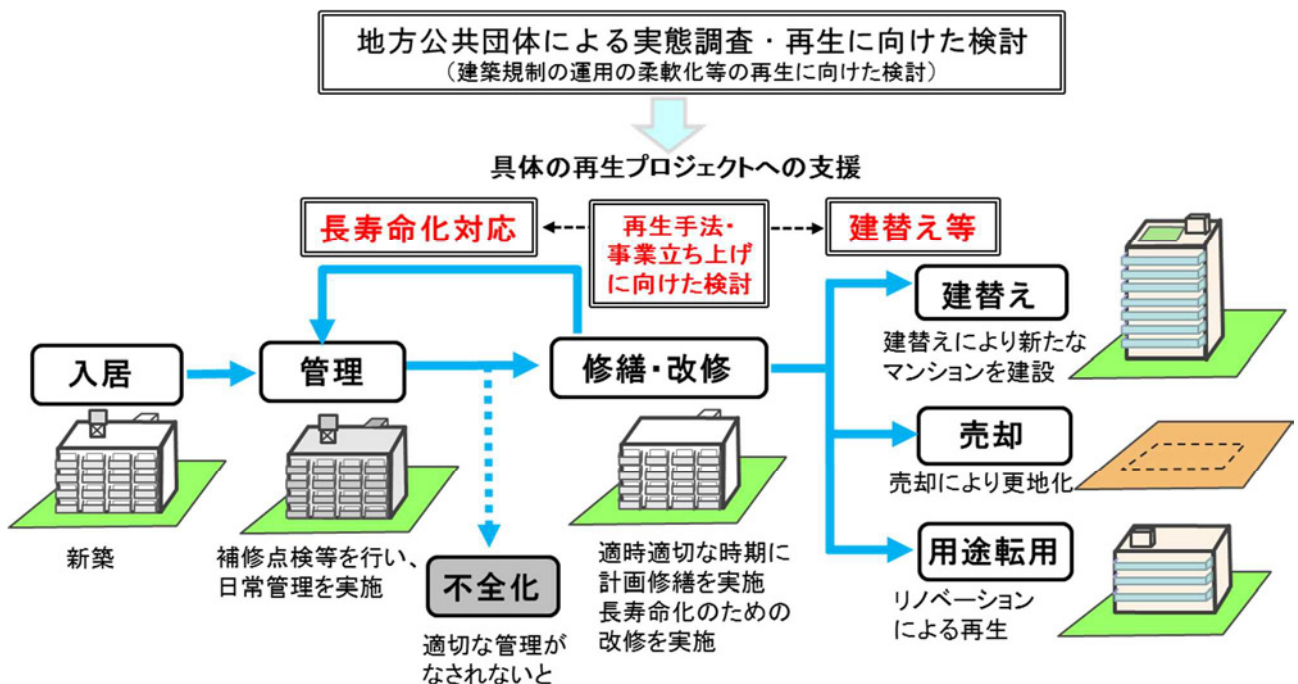 地方公共団体による実態調査・再生に向けた検討
（建築規制の運用の柔軟化等の再生に向けた検討）
具体の再生プロジェクトへの支援
長寿命化対応
再生手法・
事業立ち上げ
に向けた検討
建替え等
入居
新築
管理
補修点検等を行い、
日常管理を実施
不全化
適切な管理が
なされないと
修繕・改修
適時適切な時期に
計画修繕を実施
長寿命化のための
改修を実施
建替え
建替えにより新たな
マンションを建設
売却
売却により更地化
用途転用
リノベーション
による再生